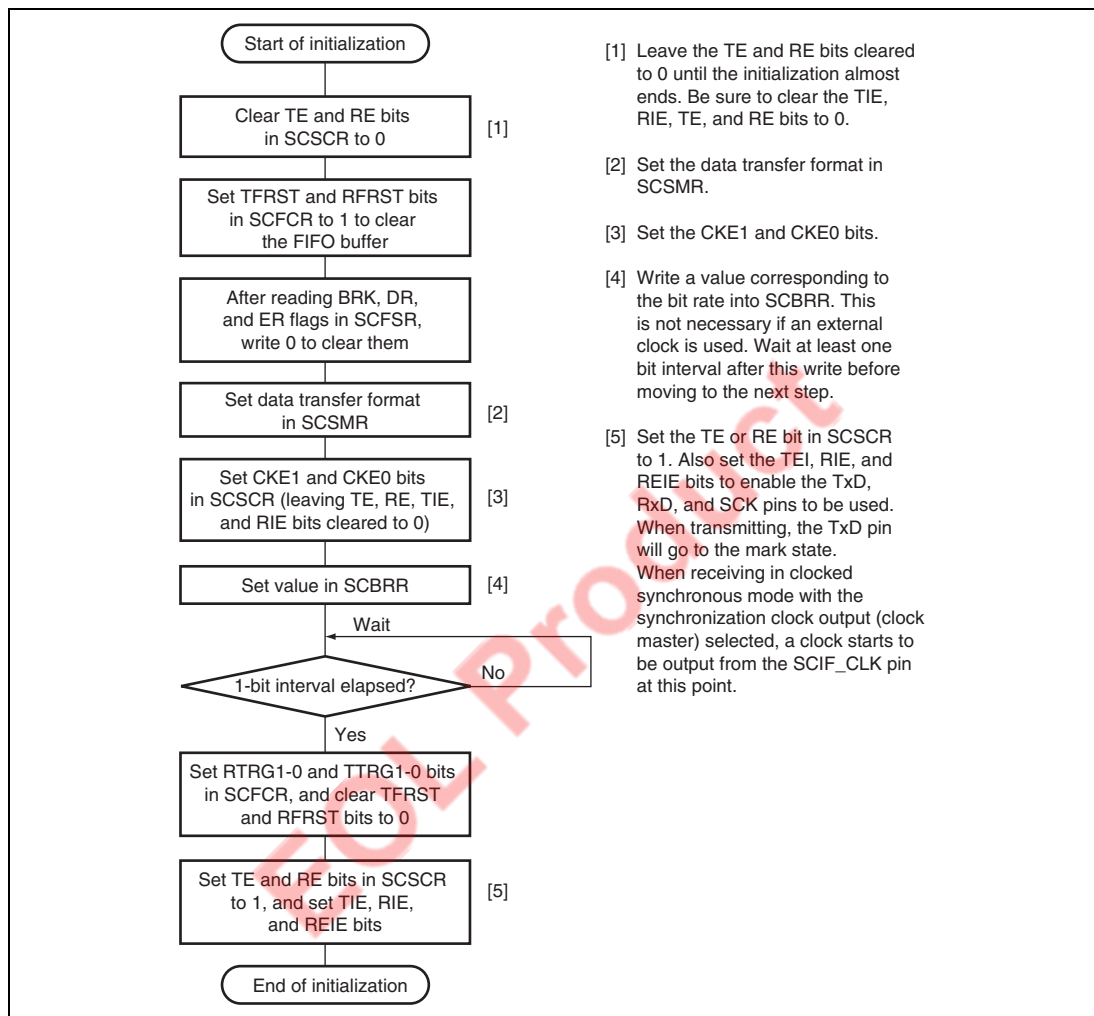 Start of initialization
Clear TE and RE bits
in SCSCR to 0
[1]
Set TFRST and RFRST bits
in SCFCR to 1 to clear
the FIFO buffer
After reading BRK, DR,
and ER flags in SCFSR,
write 0 to clear them
Set data transfer format
in SCSMR
[2]
Set CKE1 and CKE0 bits
in SCSCR (leaving TE, RE, TIE,
and RIE bits cleared to 0)
[3]
Set value in SCBRR
[4]
Wait
1-bit interval elapsed?
No
Yes
Set RTRG1-0 and TTRG1-0 bits
in SCFCR, and clear TFRST
and RFRST bits to 0
Set TE and RE bits in SCSCR
to 1, and set TIE, RIE,
and REIE bits
[5]
End of initialization
[1] Leave the TE and RE bits cleared
to 0 until the initialization almost
ends. Be sure to clear the TIE,
RIE, TE, and RE bits to 0.
[2] Set the data transfer format in
SCSMR.
[3] Set the CKE1 and CKE0 bits.
[4] Write a value corresponding to
the bit rate into SCBRR. This
is not necessary if an external
clock is used. Wait at least one
bit interval after this write before
moving to the next step.
[5] Set the TE or RE bit in SCSCR
to 1. Also set the TEI, RIE, and
REIE bits to enable the TxD,
RxD, and SCK pins to be used.
When transmitting, the TxD pin
will go to the mark state.
When receiving in clocked
synchronous mode with the
synchronization clock output (clock
master) selected, a clock starts to
be output from the SCIF_CLK pin
at this point.
EOL Product